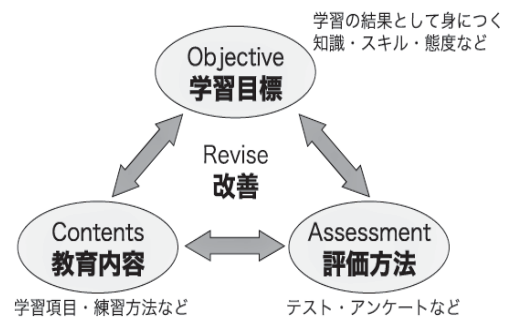 学習の結果として身につく
知識・スキル・態度など
Objective
学習目標
Revise
改善
Contents
教育内容
Assessment
評価方法
学習項目・練習方法など
テスト・アンケートなど